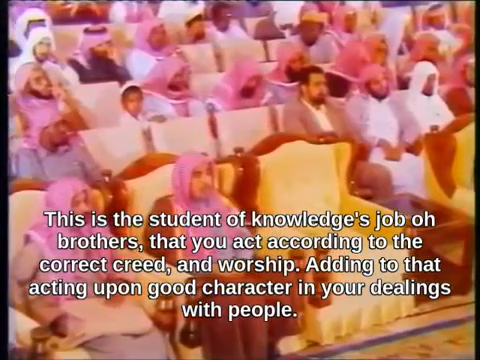 This is the student of knowledge's job oh
brothers, that you act according to the
correct creed, and worship. Adding to that
acting upon good character in your dealings
with people.